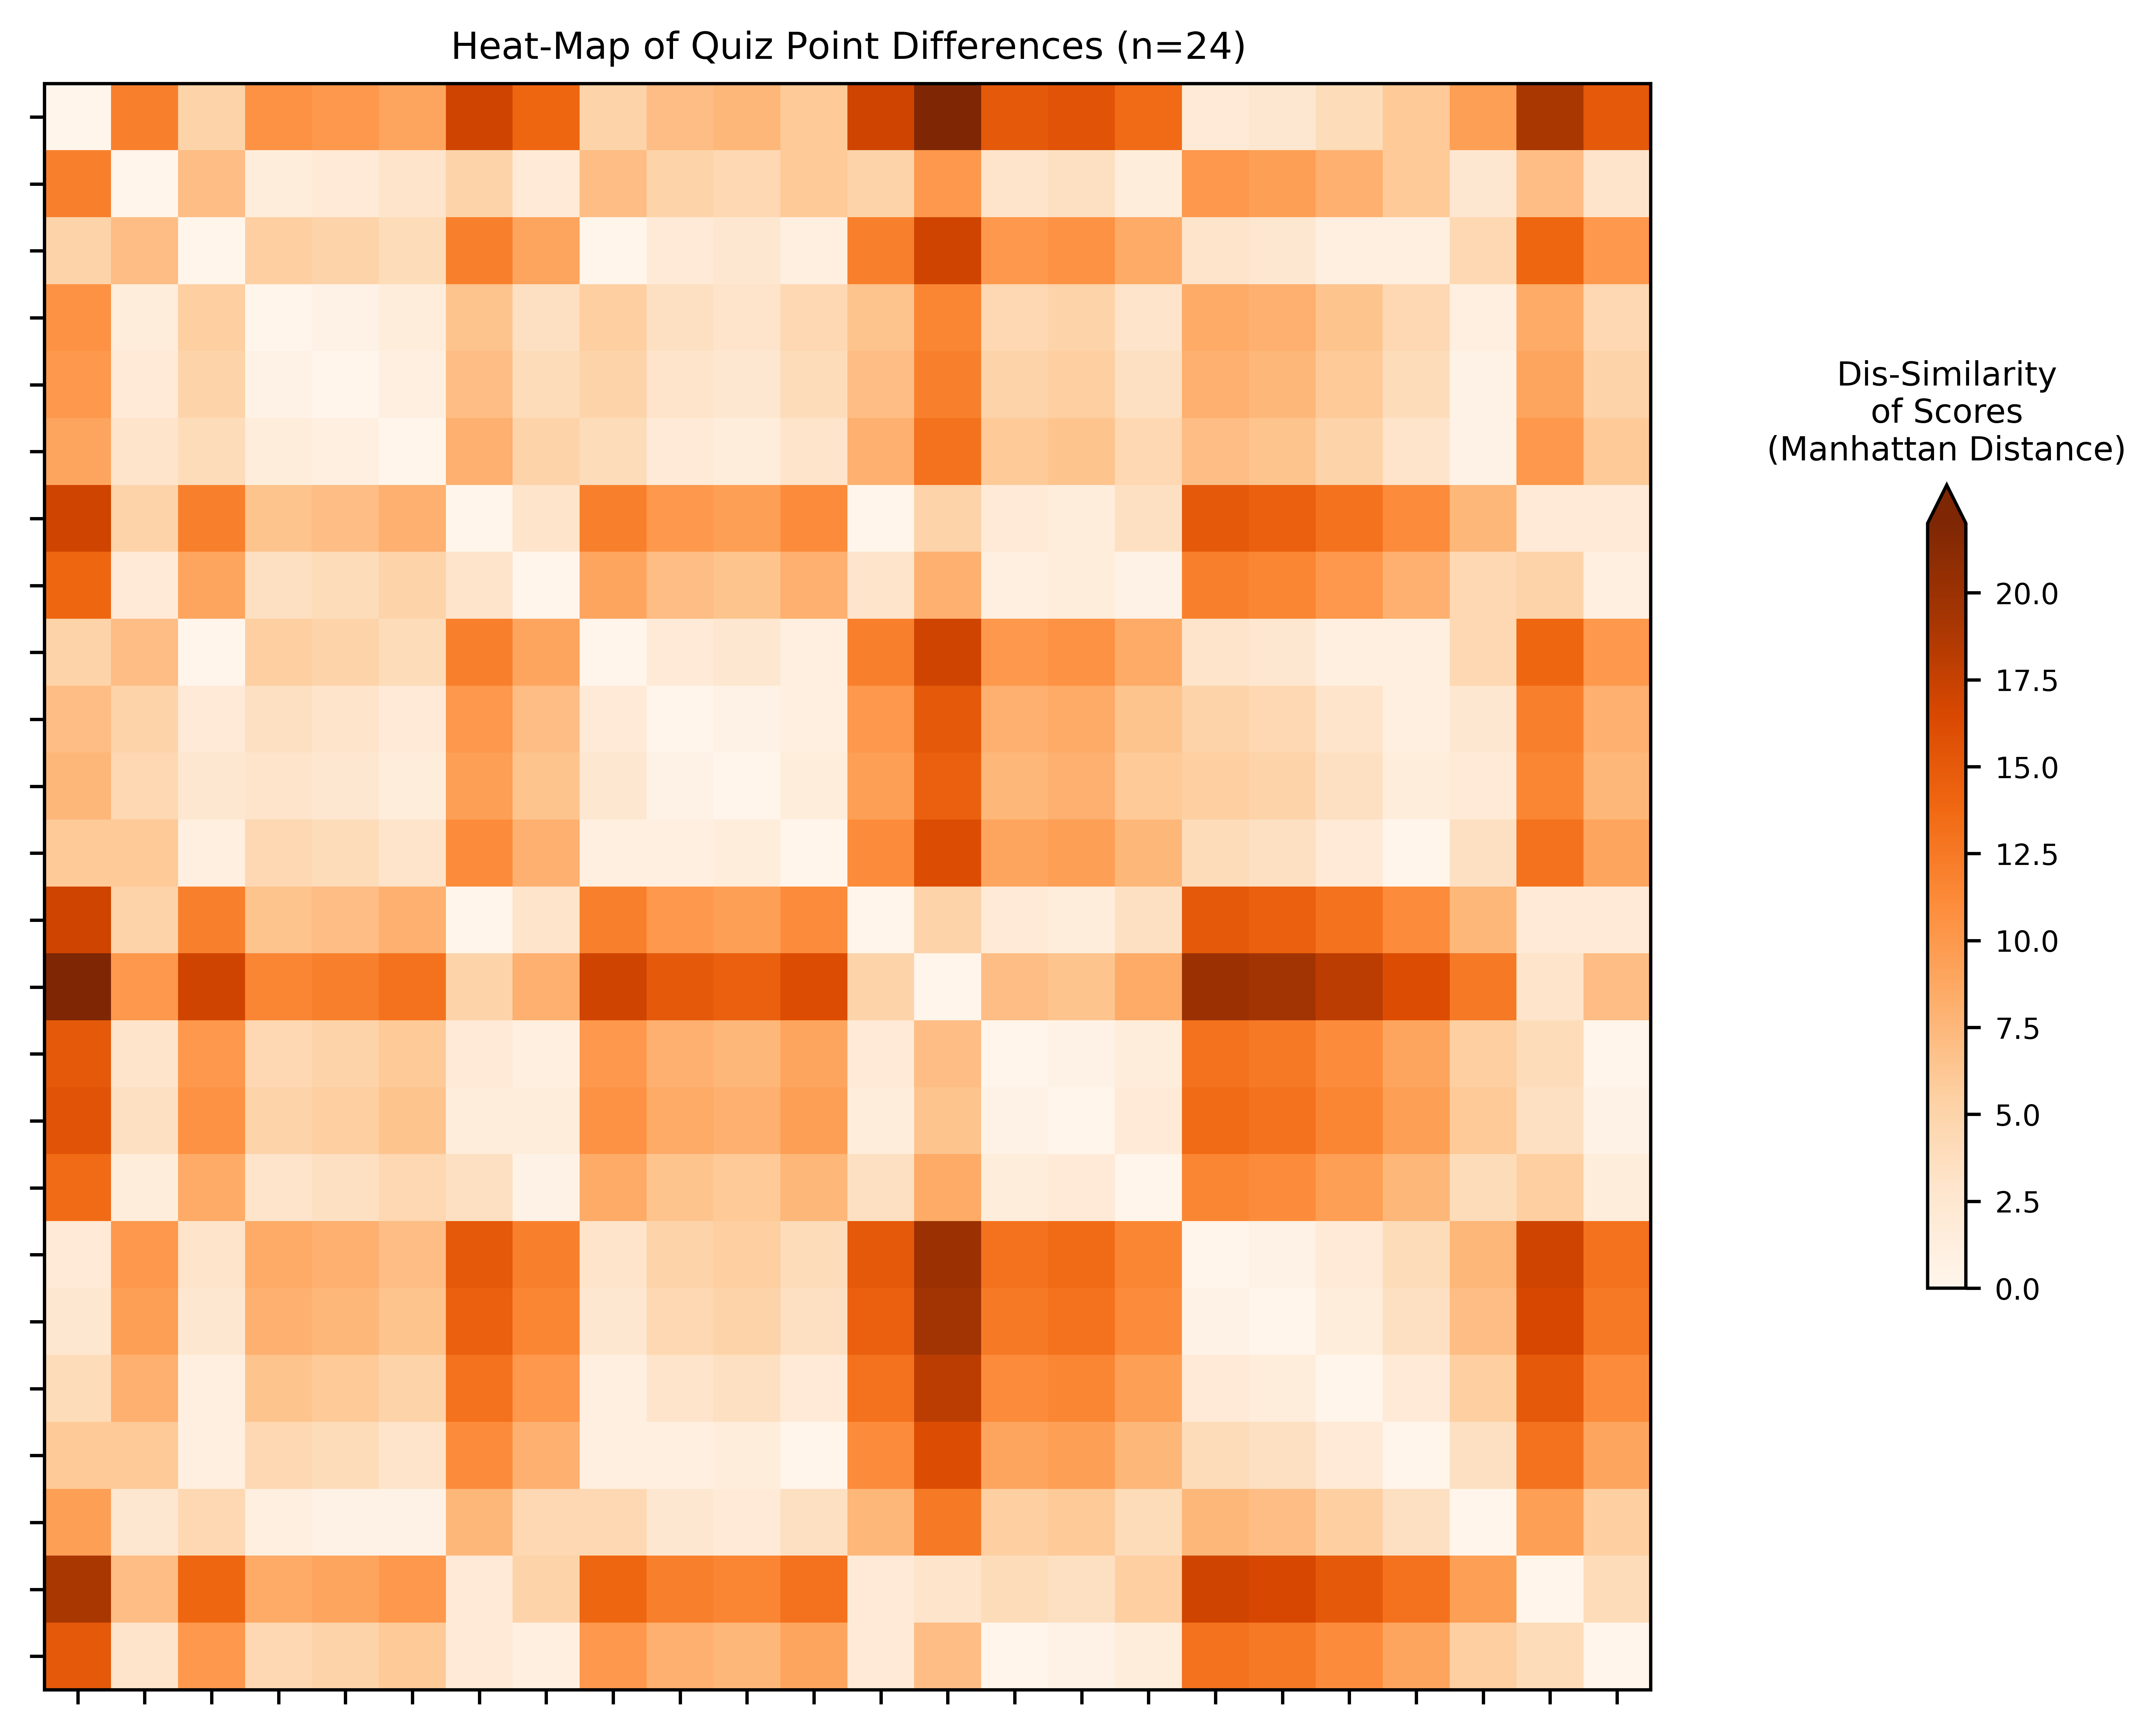 Heat-Map of Quiz Point Differences (n=24)
Dis-Similarity
of Scores
(Manhattan Distance)
20.0
17.5
15.0
12.5
10.0
7.5
5.0
2.5
0.0